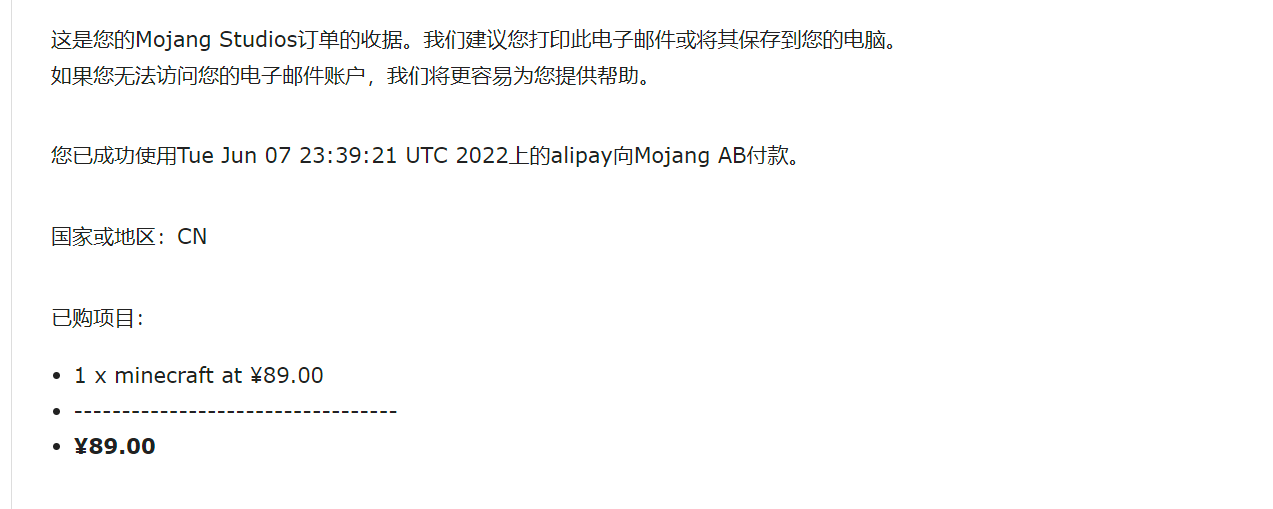 这是您的Mojang Studios订单的收据。我们建议您打印此电子邮件或将其保存到您的电脑。
如果您无法访问您的电子邮件账户，我们将更容易为您提供帮助。
您已成功使用Tue Jun 07 23:39:21 UTC 2022上的alipay向Mojang AB付款。
国家或地区：CN
已购项目：
• 1 x minecraft at ¥89.00
• ----------------------------------
• ¥89.00